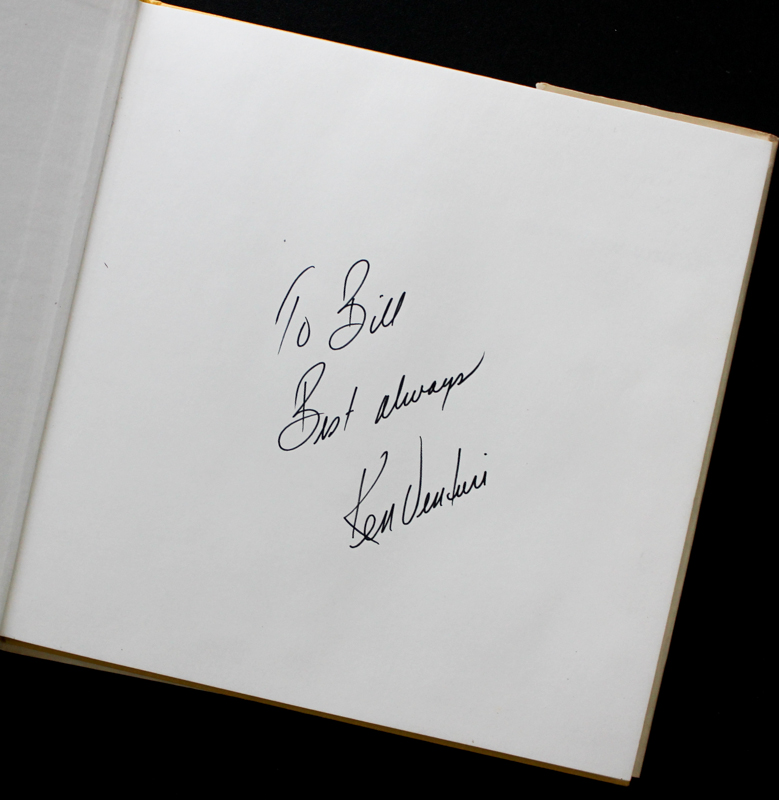 To Bill
Best always
Ken Venturi